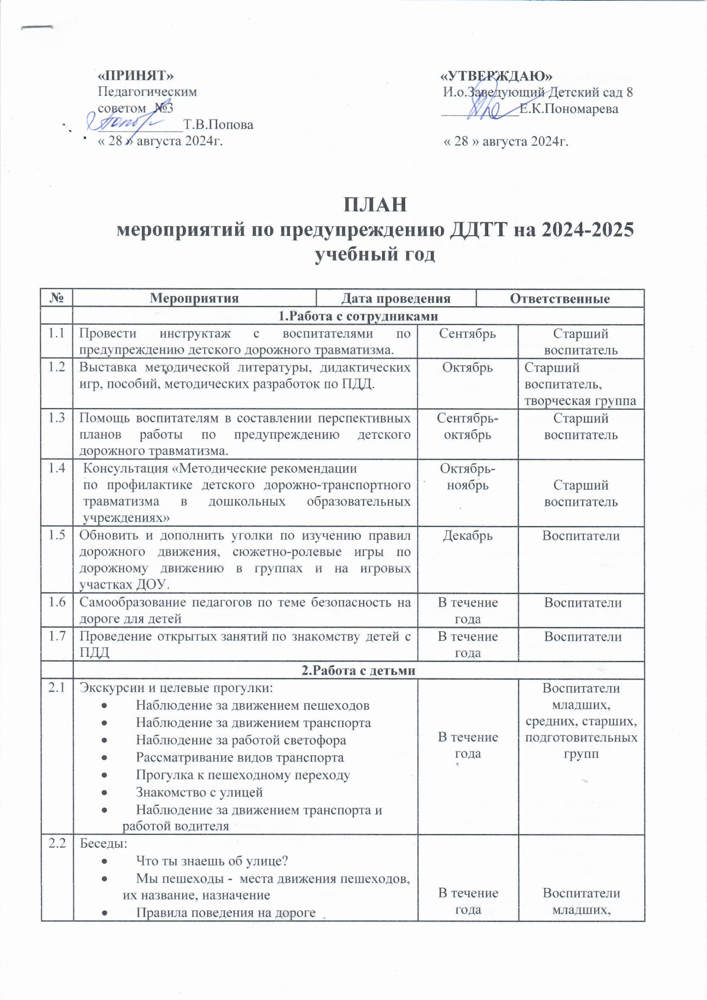 «ПРИНЯТ»
Педагогическим
советом №3
____________Т.В.Попова
« 28 » августа 2024г.
«УТВЕРЖДАЮ»
И.о.Заведующий Детский сад 8
___________Е.К.Пономарева
« 28 » августа 2024г.
ПЛАН
мероприятий по предупреждению ДДТТ на 2024-2025
учебный год
№ Мероприятия Дата проведения Ответственные
1.Работа с сотрудниками
1.1 Провести инструктаж с воспитателями по Сентябрь Старший
предупреждению детского дорожного травматизма. воспитатель
1.2 Выставка методической литературы, дидактических Октябрь Старший
игр, пособий, методических разработок по ПДД. воспитатель,
творческая группа
1.3 Помощь воспитателям в составлении перспективных Сентябрь- Старший
планов работы по предупреждению детского октябрь воспитатель
дорожного травматизма.
1.4 Консультация «Методические рекомендации Октябрь-
по профилактике детского дорожно-транспортного ноябрь Старший
травматизма в дошкольных образовательных воспитатель
учреждениях»
1.5 Обновить и дополнить уголки по изучению правил Декабрь Воспитатели
дорожного движения, сюжетно-ролевые игры по
дорожному движению в группах и на игровых
участках ДОУ.
1.6 Самообразование педагогов по теме безопасность на В течение Воспитатели
дороге для детей года
1.7 Проведение открытых занятий по знакомству детей с В течение Воспитатели
ПДД года
2.Работа с детьми
2.1 Экскурсии и целевые прогулки: Воспитатели
• Наблюдение за движением пешеходов младших,
• Наблюдение за движением транспорта средних, старших,
• Наблюдение за работой светофора В течение подготовительных
• Рассматривание видов транспорта года групп
• Прогулка к пешеходному переходу
• Знакомство с улицей
• Наблюдение за движением транспорта и
работой водителя
2.2 Беседы:
• Что ты знаешь об улице?
• Мы пешеходы - места движения пешеходов,
их название, назначение В течение Воспитатели
• Правила поведения на дороге года младших,